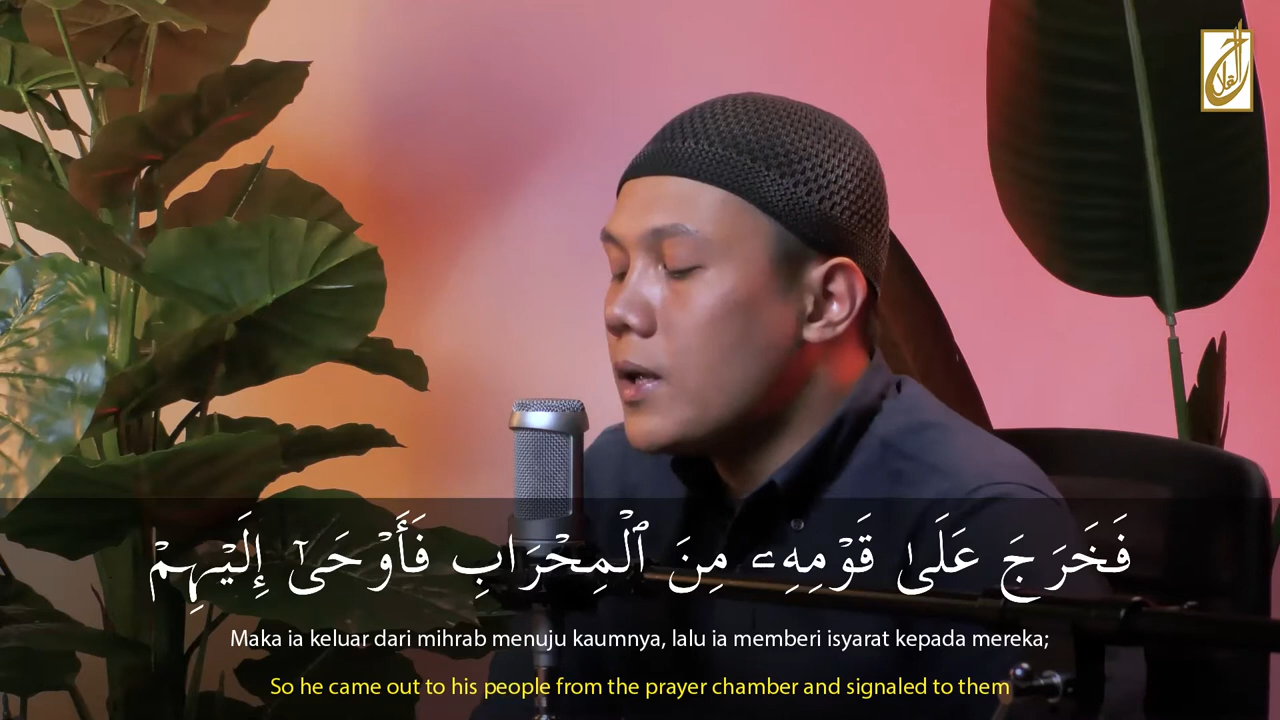 فَخَرَجَ عَلَىٰ قَوْمِهِۦ مِنَ ٱلْمِحْرَابِ فَأَوْحَىٰٓ إِلَيْهِمْ
Maka ia keluar dari mihrab menuju kaumnya, lalu ia memberi isyarat kepada mereka;
So he came out to his people from the prayer chamber and signaled to them